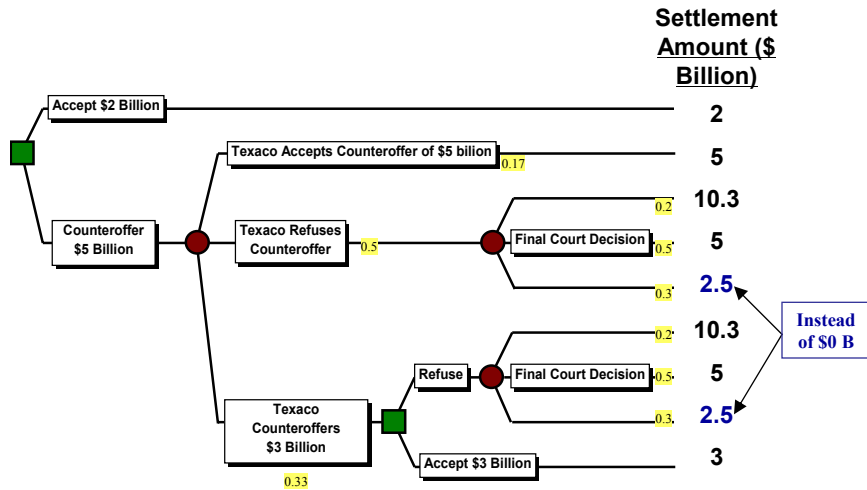 Settlement
Amount ($
Billion)
Accept $2 Billion
2
Texaco Accepts Counteroffer of $5 bilion
0.17
5
Counteroffer
$5 Billion
Texaco Refuses
Counteroffer
0.5
0.2
10.3
Final Court Decision
0.5
5
0.3
2.5
Instead
of $0 B
0.2
10.3
Refuse
Final Court Decision
0.5
5
0.3
2.5
Texaco
Counteroffers
$3 Billion
0.33
Accept $3 Billion
3